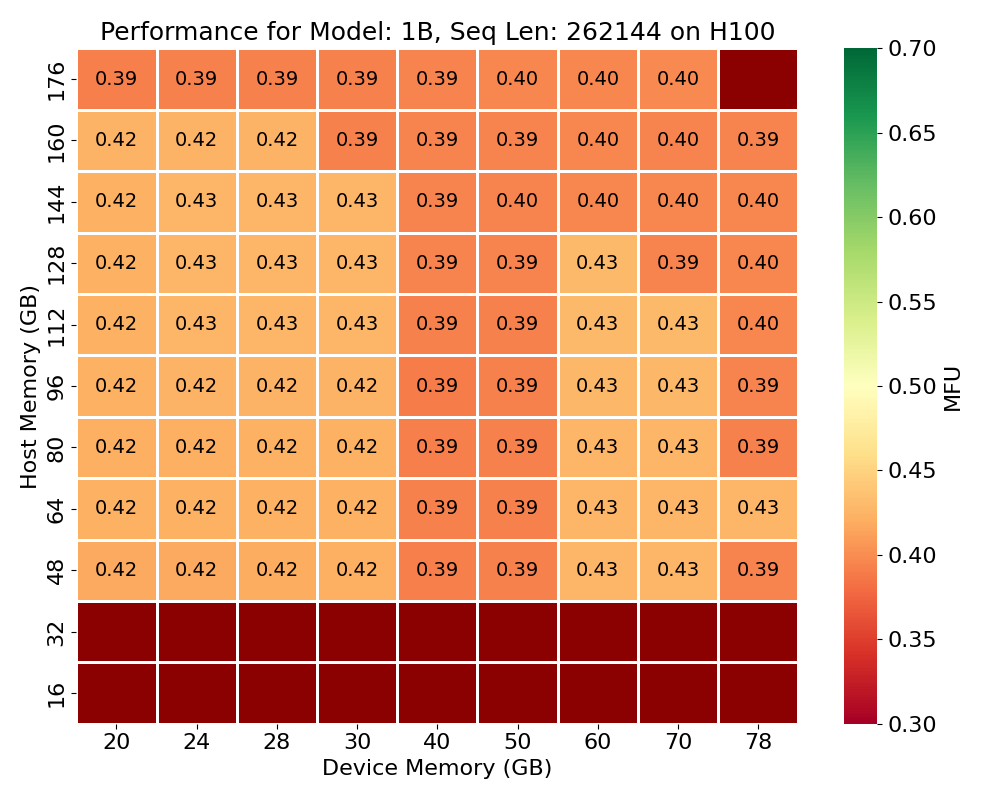 Performance for Model: 1B, Seq Len: 262144 on H100
176 0.39 0.39 0.39 0.39 0.39 0.40 0.40 0.40
160 0.42 0.42 0.42 0.39 0.39 0.39 0.40 0.40 0.39
144 0.42 0.43 0.43 0.43 0.39 0.40 0.40 0.40 0.40
128 0.42 0.43 0.43 0.43 0.39 0.39 0.43 0.39 0.40
112 0.42 0.43 0.43 0.43 0.39 0.39 0.43 0.43 0.40
96 0.42 0.42 0.42 0.42 0.39 0.39 0.43 0.43 0.39
80 0.42 0.42 0.42 0.42 0.39 0.39 0.43 0.43 0.39
64 0.42 0.42 0.42 0.42 0.39 0.39 0.43 0.43 0.43
48 0.42 0.42 0.42 0.42 0.39 0.39 0.43 0.43 0.39
32
16
20 24 28 30 40 50 60 70 78
Device Memory (GB)
Host Memory (GB)
0.70
0.65
0.60
0.55
0.50
0.45
0.40
0.35
0.30
MFU